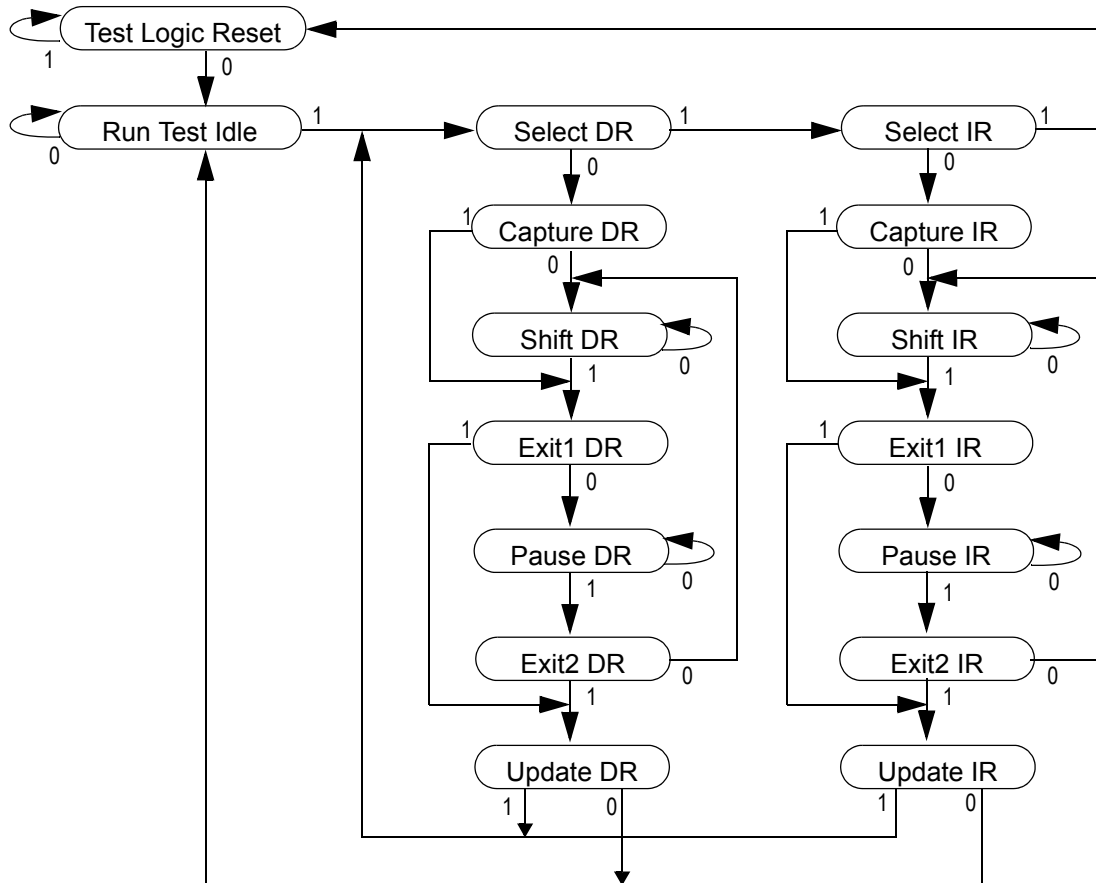 Test Logic Reset
1
0
Run Test Idle
1
Select DR
1
Select IR
1
0
0
0
1
Capture DR
1
Capture IR
0
0
Shift DR
0
Shift IR
0
1
1
1
Exit1 DR
1
Exit1 IR
0
0
Pause DR
0
Pause IR
0
1
1
Exit2 DR
0
Exit2 IR
0
1
1
Update DR
Update IR
1
0
1
0